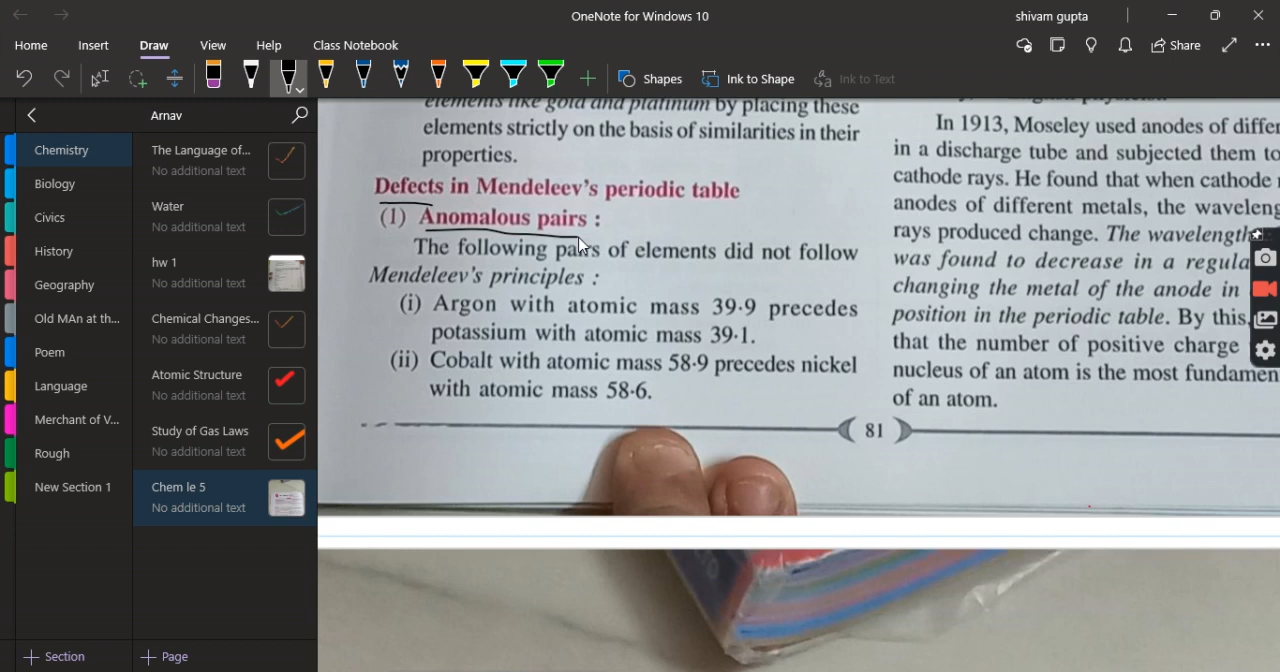 OneNote for Windows 10
shivam gupta
Home Insert Draw View Help Class Notebook
Share
Shapes Ink to Shape Ink to Text
Arnav
Chemistry
Biology
Civics
History
Geography
Old MAn at th...
Poem
Language
Merchant of V...
Rough
New Section 1
Section
The Language of...
No additional text
Water
No additional text
hw 1
No additional text
Chemical Changes...
No additional text
Atomic Structure
No additional text
Study of Gas Laws
No additional text
Chem le 5
No additional text
Page
elements like gold and platinum by placing these
elements strictly on the basis of similarities in their
properties.
Defects in Mendeleev's periodic table
(1) Anomalous pairs :
The following pairs of elements did not follow
Mendeleev's principles :
(i) Argon with atomic mass 39·9 precedes
potassium with atomic mass 39·1.
(ii) Cobalt with atomic mass 58·9 precedes nickel
with atomic mass 58·6.
81
In 1913, Moseley used anodes of differ
in a discharge tube and subjected them to
cathode rays. He found that when cathode
anodes of different metals, the waveleng
rays produced change. The wavelength
was found to decrease in a regula
changing the metal of the anode in
position in the periodic table. By this,
that the number of positive charge
nucleus of an atom is the most fundamen
of an atom.